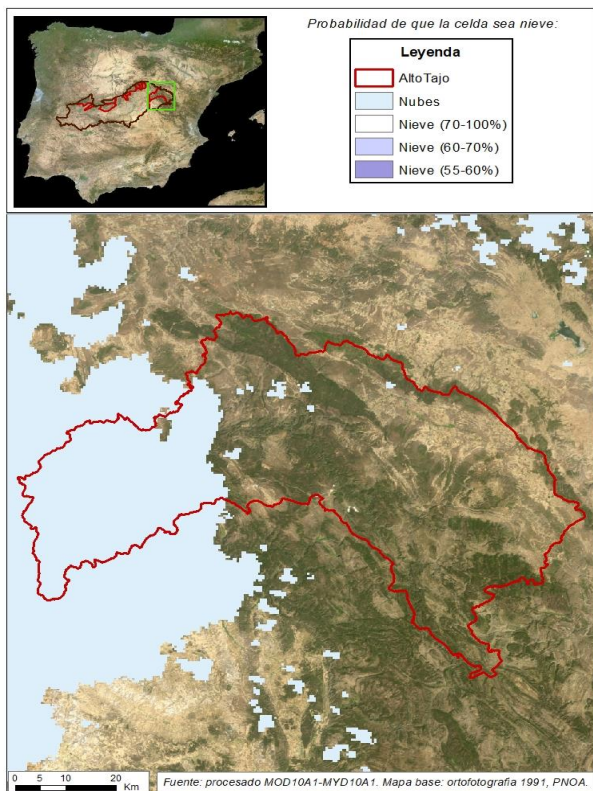 Probabilidad de que la celda sea nieve:
Leyenda
AltoTajo
Nubes
Nieve (70-100%)
Nieve (60-70%)
Nieve (55-60%)
0 5 10 20
Km
Fuente: procesado MOD10A1-MYD10A1. Mapa base: ortofotografia 1991, PNOA.